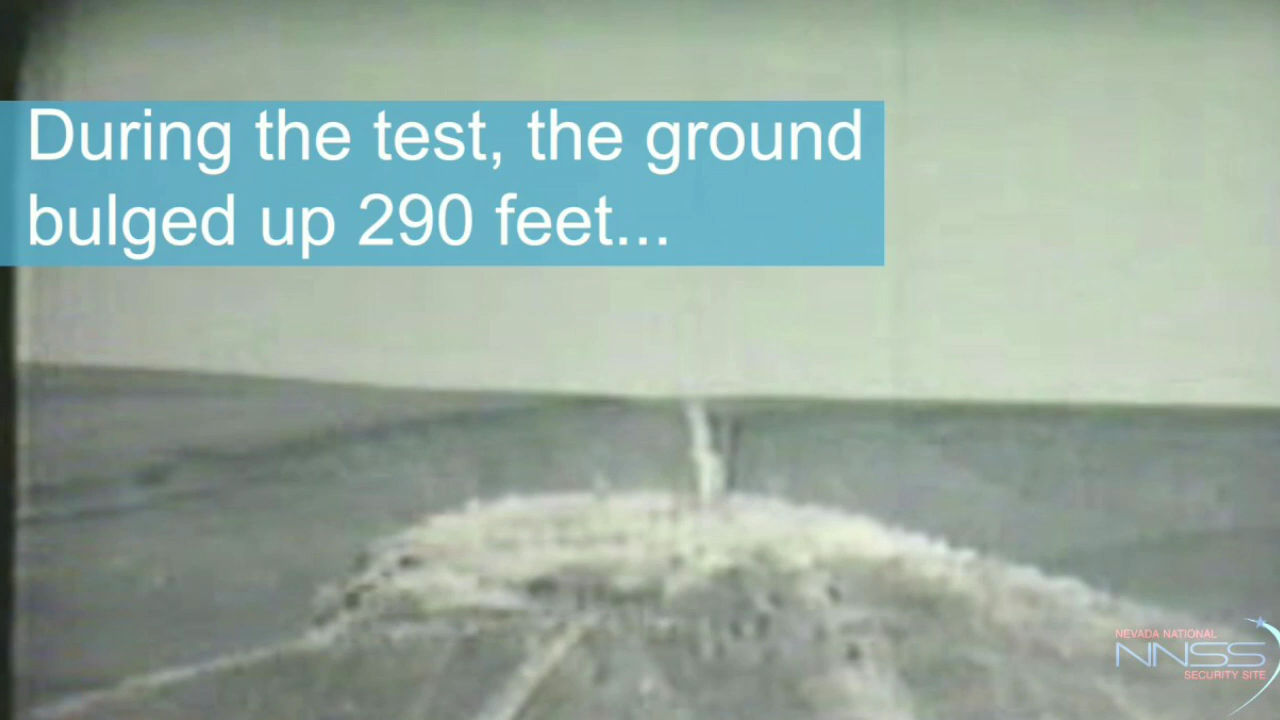 During the test, the ground
bulged up 290 feet...
NEVADA NATIONAL
NNSS
SECURITY SITE